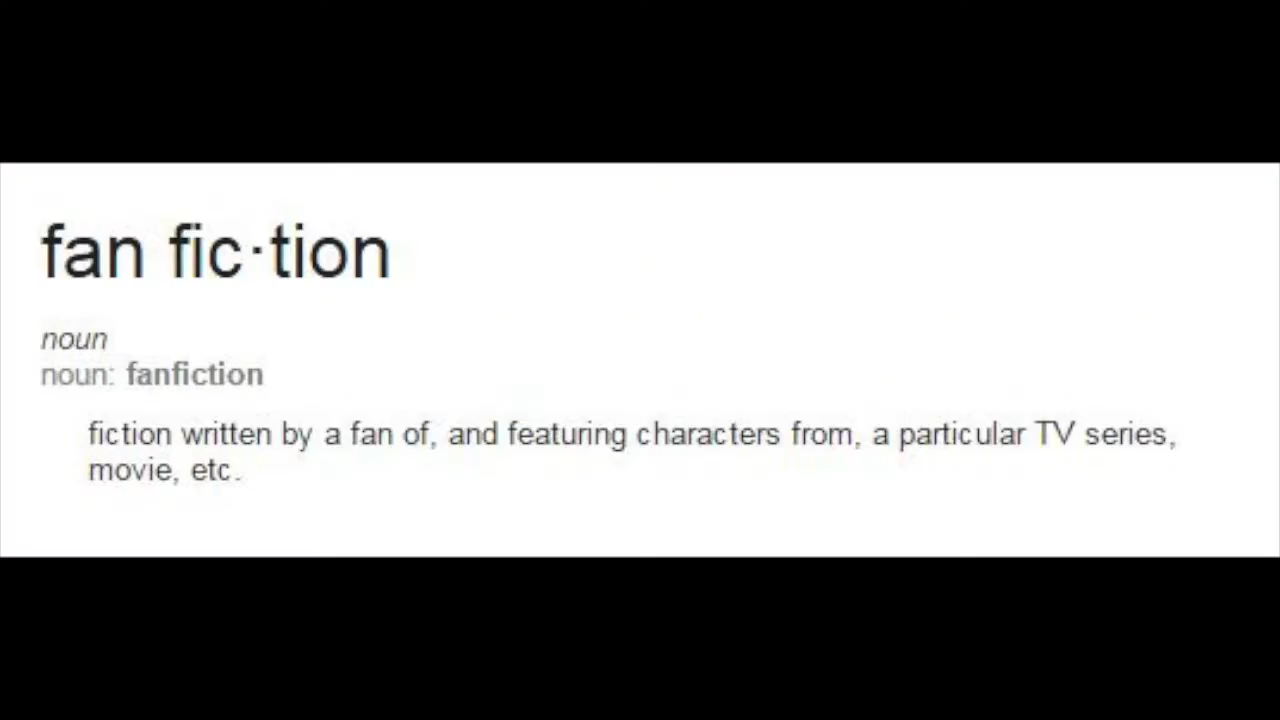 fan fic·tion
noun
noun: fanfiction
fiction written by a fan of, and featuring characters from, a particular TV series,
movie, etc.